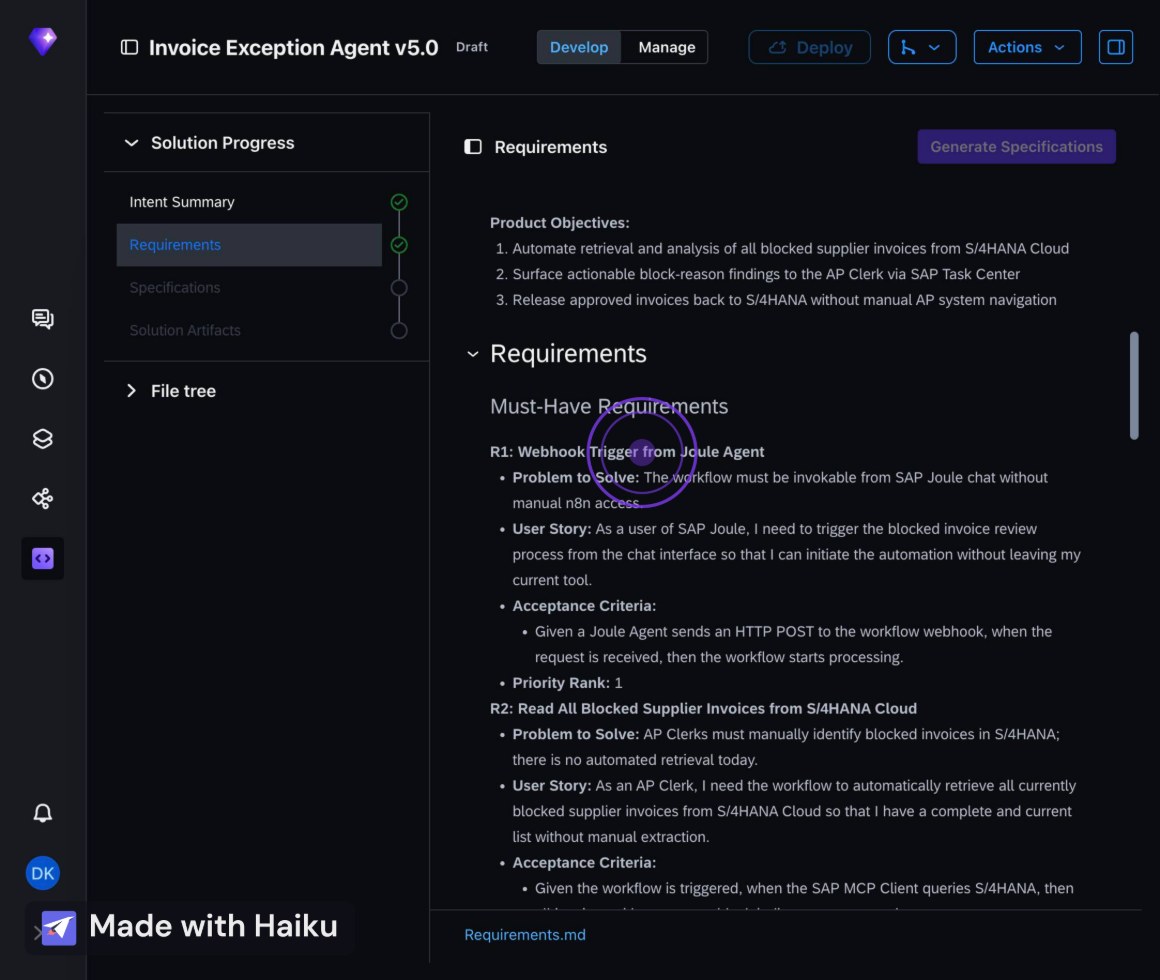 Invoice Exception Agent v5.0 Draft Develop Manage Deploy Actions
Solution Progress
Intent Summary
Requirements
Specifications
Solution Artifacts
File tree
DK
Requirements Generate Specifications
Product Objectives:
1. Automate retrieval and analysis of all blocked supplier invoices from S/4HANA Cloud
2. Surface actionable block-reason findings to the AP Clerk via SAP Task Center
3. Release approved invoices back to S/4HANA without manual AP system navigation
Requirements
Must-Have Requirements
R1: Webhook Trigger from Joule Agent
• Problem to Solve: The workflow must be invokable from SAP Joule chat without
manual n8n access.
• User Story: As a user of SAP Joule, I need to trigger the blocked invoice review
process from the chat interface so that I can initiate the automation without leaving my
current tool.
• Acceptance Criteria:
• Given a Joule Agent sends an HTTP POST to the workflow webhook, when the
request is received, then the workflow starts processing.
• Priority Rank: 1
R2: Read All Blocked Supplier Invoices from S/4HANA Cloud
• Problem to Solve: AP Clerks must manually identify blocked invoices in S/4HANA;
there is no automated retrieval today.
• User Story: As an AP Clerk, I need the workflow to automatically retrieve all currently
blocked supplier invoices from S/4HANA Cloud so that I have a complete and current
list without manual extraction.
• Acceptance Criteria:
• Given the workflow is triggered, when the SAP MCP Client queries S/4HANA, then
Requirements.md
Made with Haiku